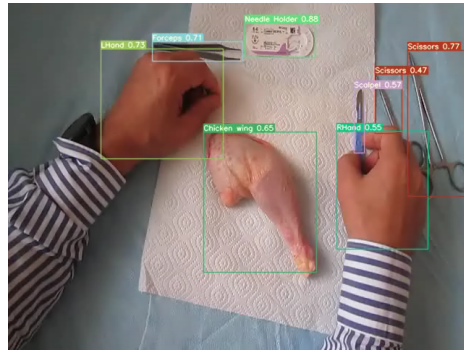 Needle Holder 0.88
Forceps 0.71
LHand 0.73
Scissors 0.77
Scissors 0.47
Scalpel 0.57
Chicken wing 0.65
RHand 0.55